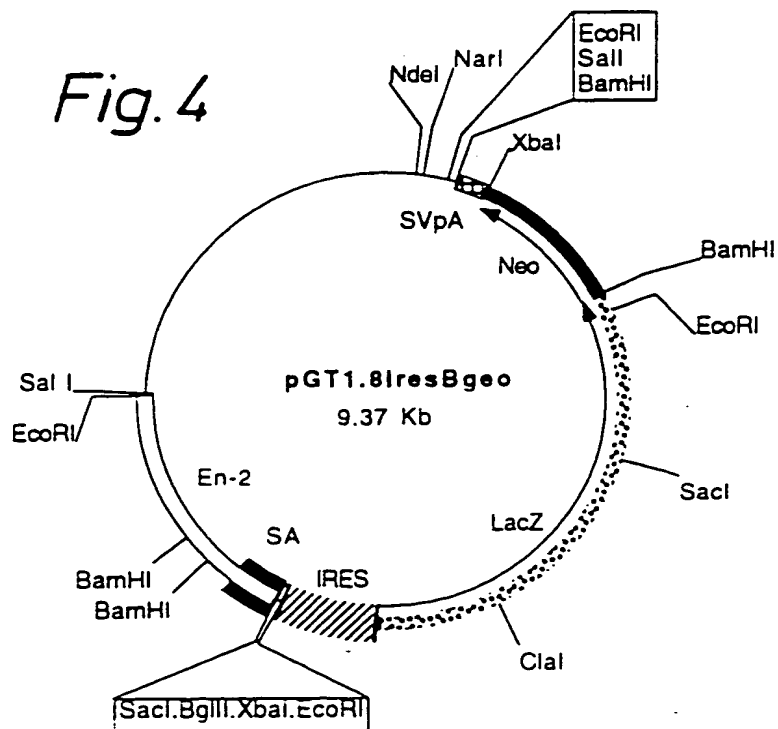 Fig. 4
EcoRI
SalI
BamHI
NdeI
NarI
XbaI
SVpA
Neo
BamHI
EcoRI
pGT1.8IresBgeo
9.37 Kb
Sal I
EcoRI
En-2
SacI
LacZ
SA
IRES
BamHI
BamHI
ClaI
SacI.BglII.XbaI.EcoRI